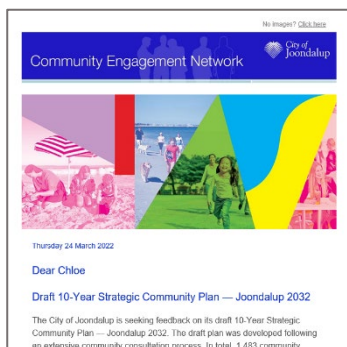 No images? Click here
Community Engagement Network
City of
Joondalup
Thursday 24 March 2022
Dear Chloe
Draft 10-Year Strategic Community Plan — Joondalup 2032
The City of Joondalup is seeking feedback on its draft 10-Year Strategic
Community Plan — Joondalup 2032. The draft plan was developed following
an extensive community consultation process. In total, 1,483 community